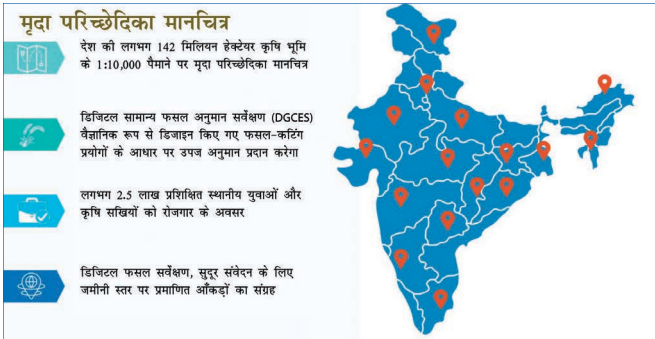 मृदा परिच्छेदिका मानचित्र
देश की लगभग 142 मिलियन हेक्टेयर कृषि भूमि
के 1:10,000 पैमाने पर मृदा परिच्छेदिका मानचित्र
डिजिटल सामान्य फसल अनुमान सर्वेक्षण (DGCES)
वैज्ञानिक रूप से डिजाइन किए गए फसल-कटिंग
प्रयोगों के आधार पर उपज अनुमान प्रदान करेगा
लगभग 2.5 लाख प्रशिक्षित स्थानीय युवाओं और
कृषि सखियों को रोजगार के अवसर
डिजिटल फसल सर्वेक्षण, सुदूर संवेदन के लिए
जमीनी स्तर पर प्रमाणित आँकड़ों का संग्रह